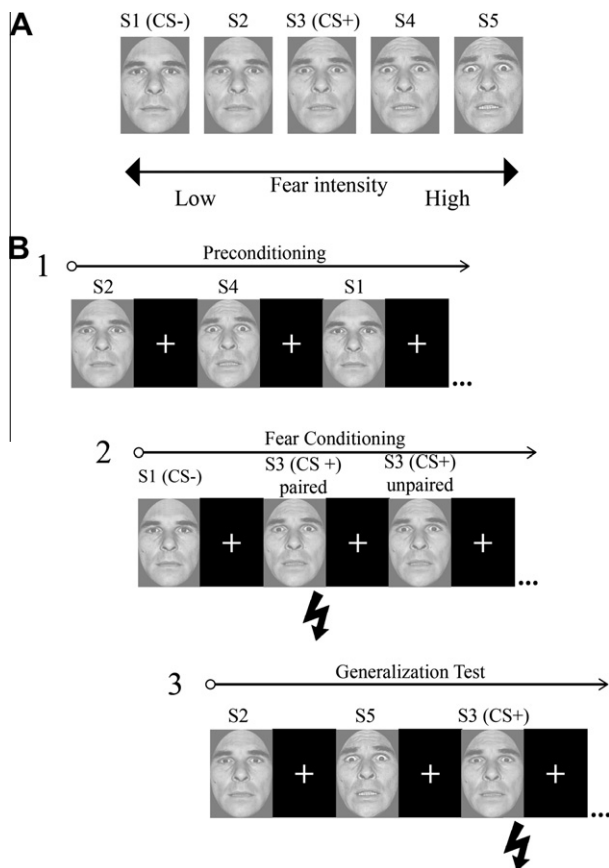 A
S1 (CS-) S2 S3 (CS+) S4 S5
Fear intensity
Low High
B
1
Preconditioning
S2 S4 S1
+ + +
...
2
Fear Conditioning
S1 (CS-) S3 (CS +) S3 (CS+)
paired unpaired
+ + +
...
3
Generalization Test
S2 S5 S3 (CS+)
+ + +
...